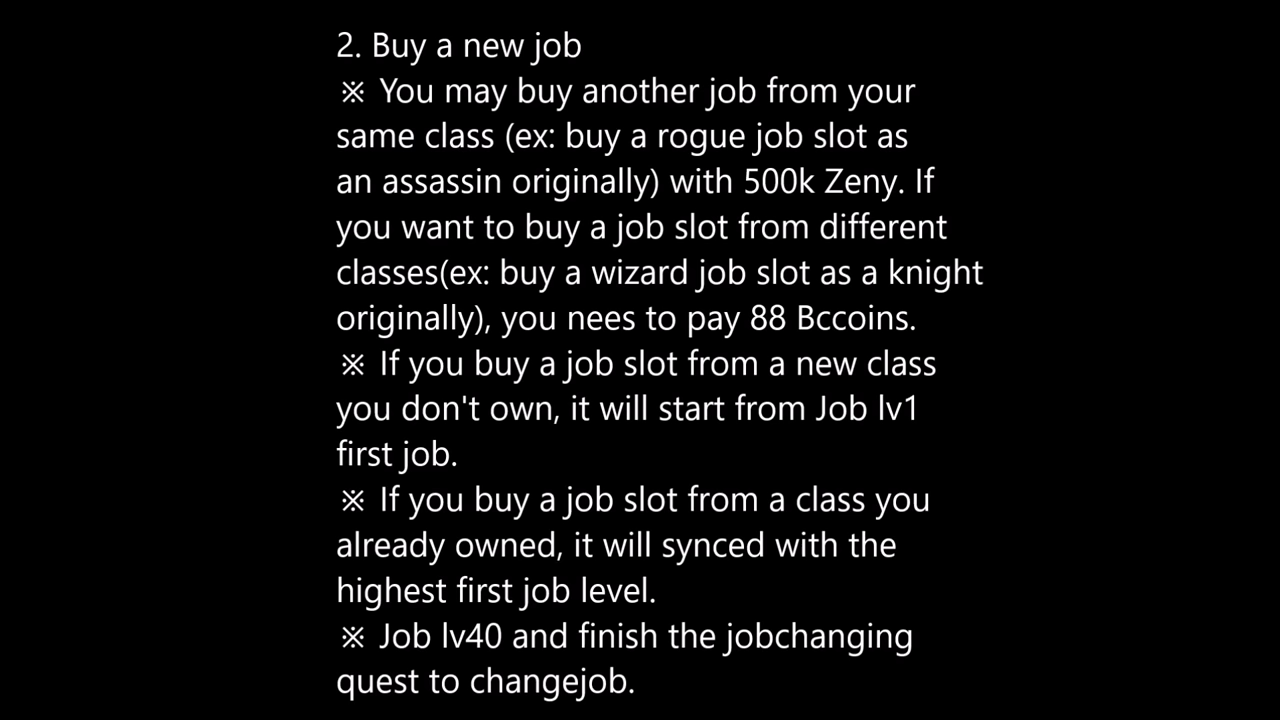 2. Buy a new job
※ You may buy another job from your
same class (ex: buy a rogue job slot as
an assassin originally) with 500k Zeny. If
you want to buy a job slot from different
classes(ex: buy a wizard job slot as a knight
originally), you nees to pay 88 Bccoins.
※ If you buy a job slot from a new class
you don't own, it will start from Job lv1
first job.
※ If you buy a job slot from a class you
already owned, it will synced with the
highest first job level.
※ Job lv40 and finish the jobchanging
quest to changejob.